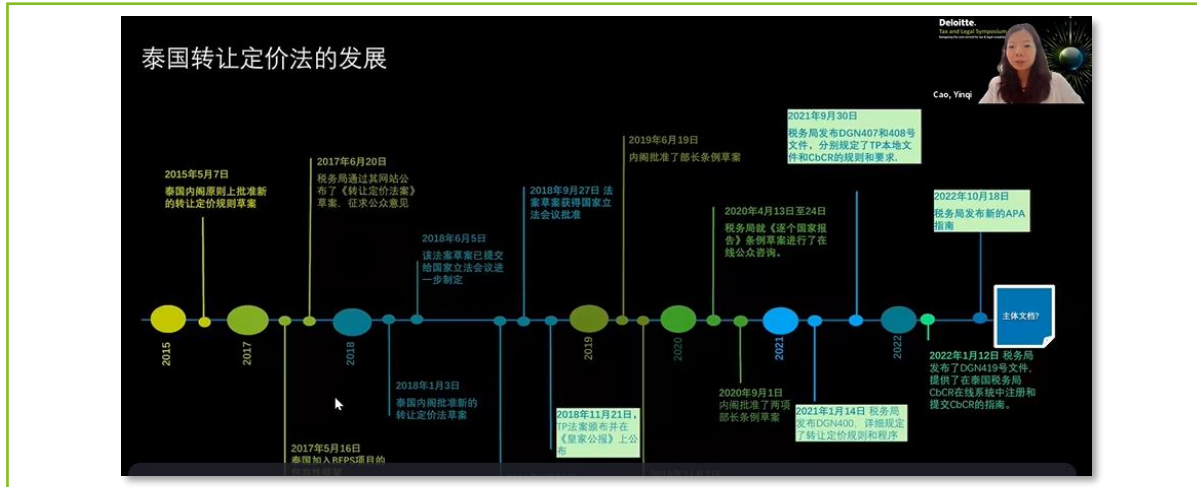 泰国转让定价法的发展
Deloitte.
Tax and Legal Symposium
Cao, Yinqi
2015年5月7日
泰国内阁原则上批准新
的转让定价规则草案
2017年6月20日
税务局通过其网站公
布了《转让定价法案》
草案，征求公众意见
2018年6月5日
该法案草案已提交
给国家立法会议进
一步制定
2018年9月27日 法
案草案获得国家立
法会议批准
2019年6月19日
内阁批准了部长条例草案
2020年4月13日至24日
税务局就《逐个国家报
告》条例草案进行了在
线公众咨询。
2021年9月30日
税务局发布DGN407和408号
文件，分别规定了TP本地文
件和CbCR的规则和要求.
2022年10月18日
税务局发布新的APA
指南
主体文档?
2015
2017
2018
2019
2020
2021
2022
2017年5月16日
泰国加入BEPS项目的
2018年1月3日
泰国内阁批准新的
转让定价法草案
2018年11月21日，
TP法案颁布并在
《皇家公报》上公
布
2020年9月1日
内阁批准了两项
部长条例草案
2021年1月14日 税务局
发布DGN400，详细规定
了转让定价规则和程序
2022年1月12日 税务局
发布了DGN419号文件，
提供了在泰国税务局
CbCR在线系统中注册和
提交CbCR的指南。